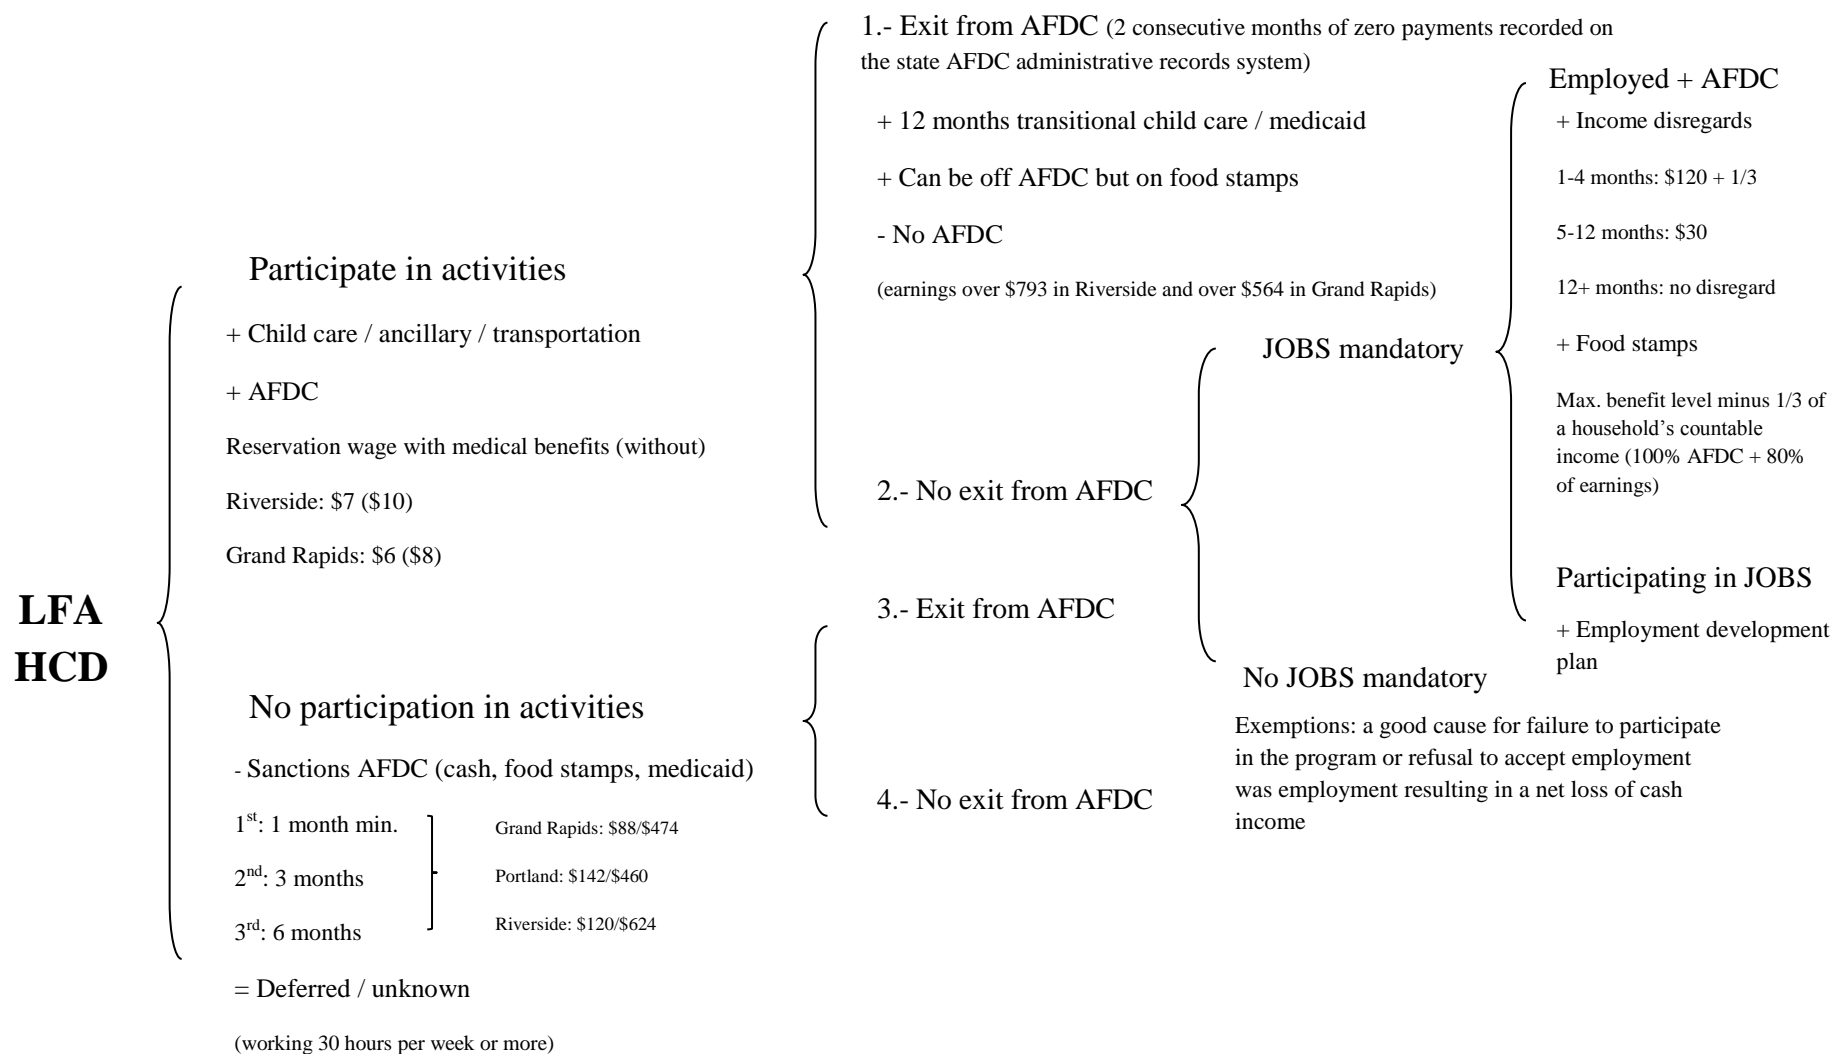 LFA
HCD
Participate in activities
+ Child care / ancillary / transportation
+ AFDC
Reservation wage with medical benefits (without)
Riverside: $7 ($10)
Grand Rapids: $6 ($8)
No participation in activities
- Sanctions AFDC (cash, food stamps, medicaid)
1st: 1 month min.
2nd: 3 months
3rd: 6 months
Grand Rapids: $88/$474
Portland: $142/$460
Riverside: $120/$624
= Deferred / unknown
(working 30 hours per week or more)
1.- Exit from AFDC (2 consecutive months of zero payments recorded on
the state AFDC administrative records system)
+ 12 months transitional child care / medicaid
+ Can be off AFDC but on food stamps
- No AFDC
(earnings over $793 in Riverside and over $564 in Grand Rapids)
2.- No exit from AFDC
3.- Exit from AFDC
4.- No exit from AFDC
JOBS mandatory
No JOBS mandatory
Exemptions: a good cause for failure to participate
in the program or refusal to accept employment
was employment resulting in a net loss of cash
income
Employed + AFDC
+ Income disregards
1-4 months: $120 + 1/3
5-12 months: $30
12+ months: no disregard
+ Food stamps
Max. benefit level minus 1/3 of
a household’s countable
income (100% AFDC + 80%
of earnings)
Participating in JOBS
+ Employment development
plan